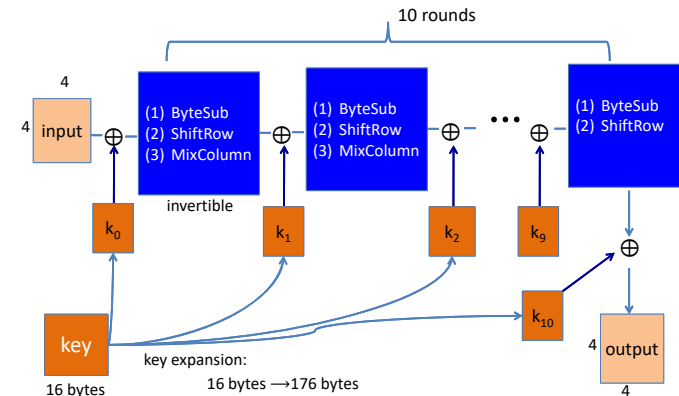 10 rounds
4
4
input
⊕
(1) ByteSub
(2) ShiftRow
(3) MixColumn
invertible
⊕
(1) ByteSub
(2) ShiftRow
(3) MixColumn
⊕
•••
⊕
(1) ByteSub
(2) ShiftRow
k0
k1
k2
k9
⊕
k10
key
16 bytes
key expansion:
16 bytes ⟶176 bytes
4
output
4